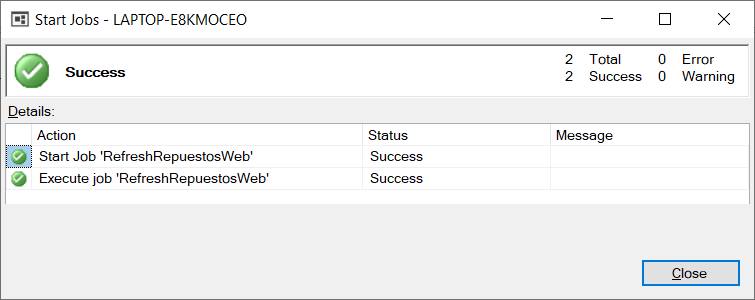 Start Jobs - LAPTOP-E8KMOCEO
Success
2 Total 0 Error
2 Success 0 Warning
Details:
Action Status Message
Start Job 'RefreshRepuestosWeb' Success
Execute job 'RefreshRepuestosWeb' Success
Close